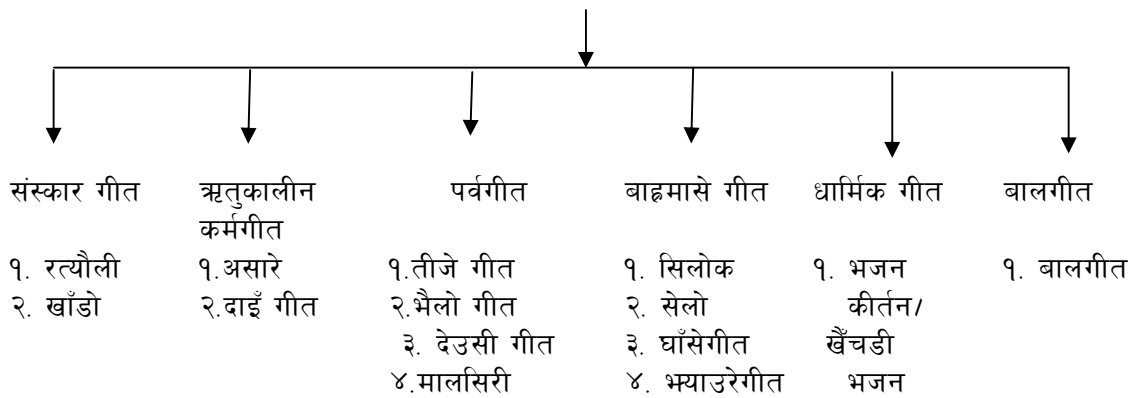 संस्कार गीत ऋतुकालीन पर्वगीत बाह्रमासे गीत धार्मिक गीत बालगीत
कर्मगीत
१. रत्यौली १.असारे १.तीजे गीत १. सिलोक १. भजन १. बालगीत
२. खाँडो २.दाइँ गीत २.भैलो गीत २. सेलो कीर्तन/
३. देउसी गीत ३. घाँसेगीत खैँचडी
४.मालसिरी ४. भ्याउरेगीत भजन